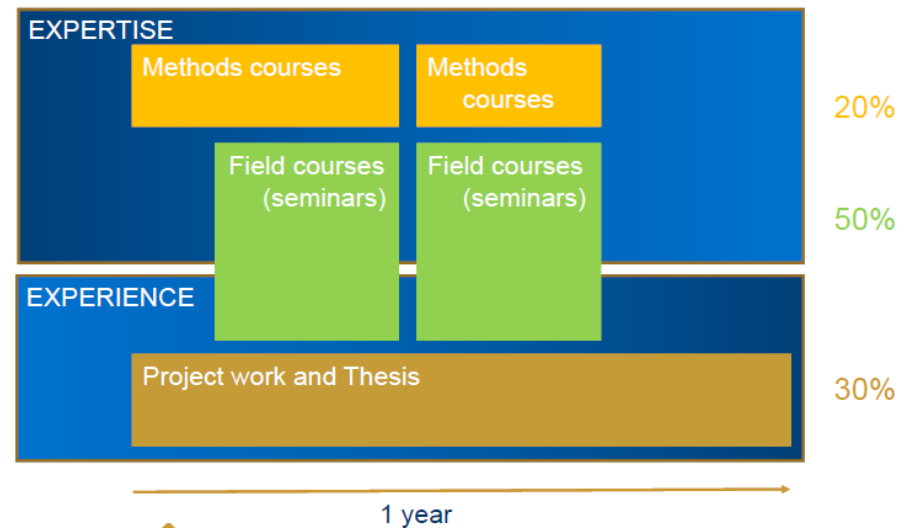 EXPERTISE
Methods courses
Methods
courses
20%
Field courses
(seminars)
Field courses
(seminars)
50%
EXPERIENCE
Project work and Thesis
30%
1 year